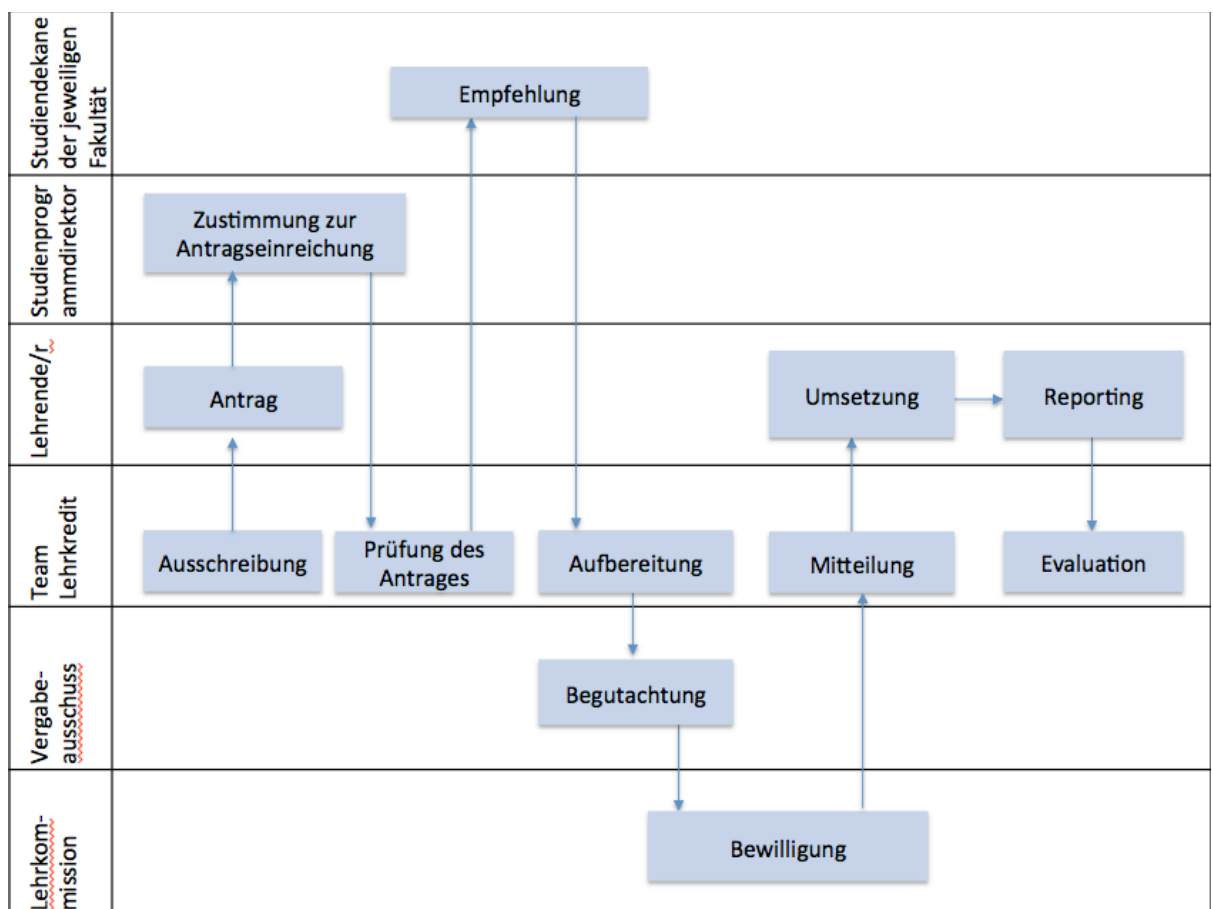 Studiendekane
der jeweiligen
Fakultät
Empfehlung
Studienprogr
ammdirektor
Zustimmung zur
Antragseinreichung
Lehrende/r
Antrag
Umsetzung
Reporting
Team
Lehrkredit
Ausschreibung
Prüfung des
Antrages
Aufbereitung
Mitteilung
Evaluation
Vergabe-
ausschuss
Begutachtung
Lehrkom-
mission
Bewilligung